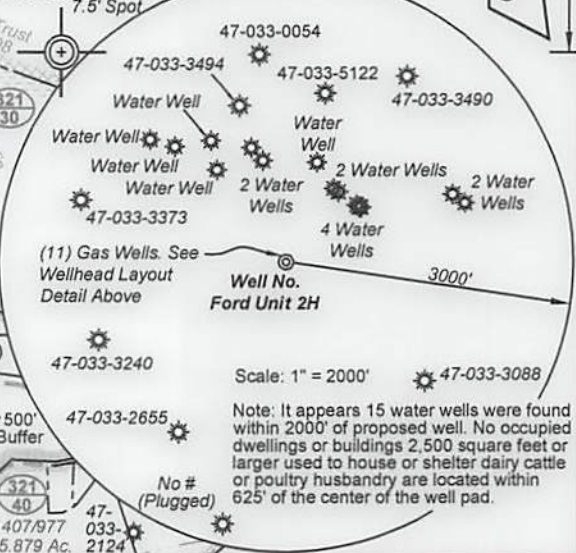 7.5' Spot
Trust
321
30
47-033-0054
47-033-3494
47-033-5122
47-033-3490
Water Well
Water Well
Water
Well
Water Well
Water Well
2 Water
Wells
2 Water Wells
2 Water
Wells
4 Water
Wells
47-033-3373
(11) Gas Wells. See
Wellhead Layout
Detail Above
Well No.
Ford Unit 2H
3000'
47-033-3240
Scale: 1" = 2000'
47-033-3088
47-033-2655
500'
Buffer
Note: It appears 15 water wells were found
within 2000' of proposed well. No occupied
dwellings or buildings 2,500 square feet or
larger used to house or shelter dairy cattle
or poultry husbandry are located within
625' of the center of the well pad.
No #
(Plugged)
321
40
407/977
5.879 Ac.
47-
033-
2124